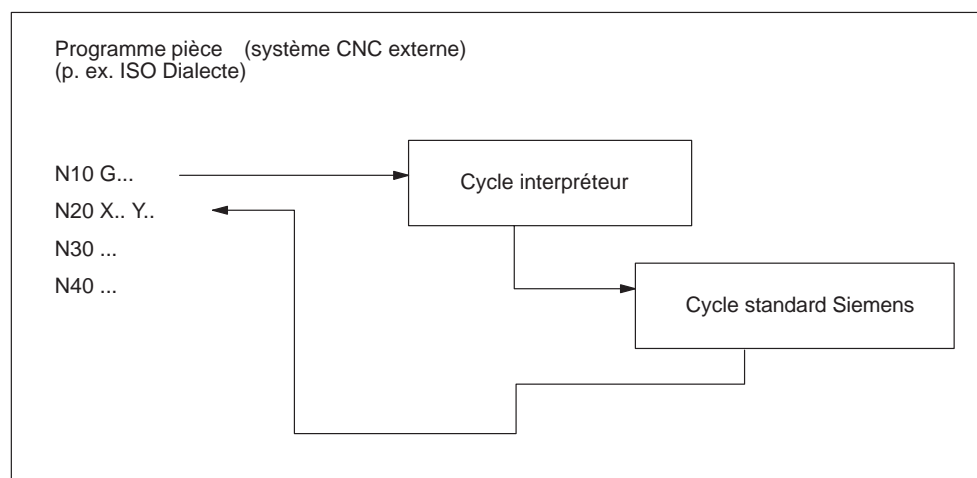 Programme pièce (système CNC externe)
(p. ex. ISO Dialecte)
N10 G...
Cycle interpréteur
N20 X.. Y..
N30 ...
N40 ...
Cycle standard Siemens